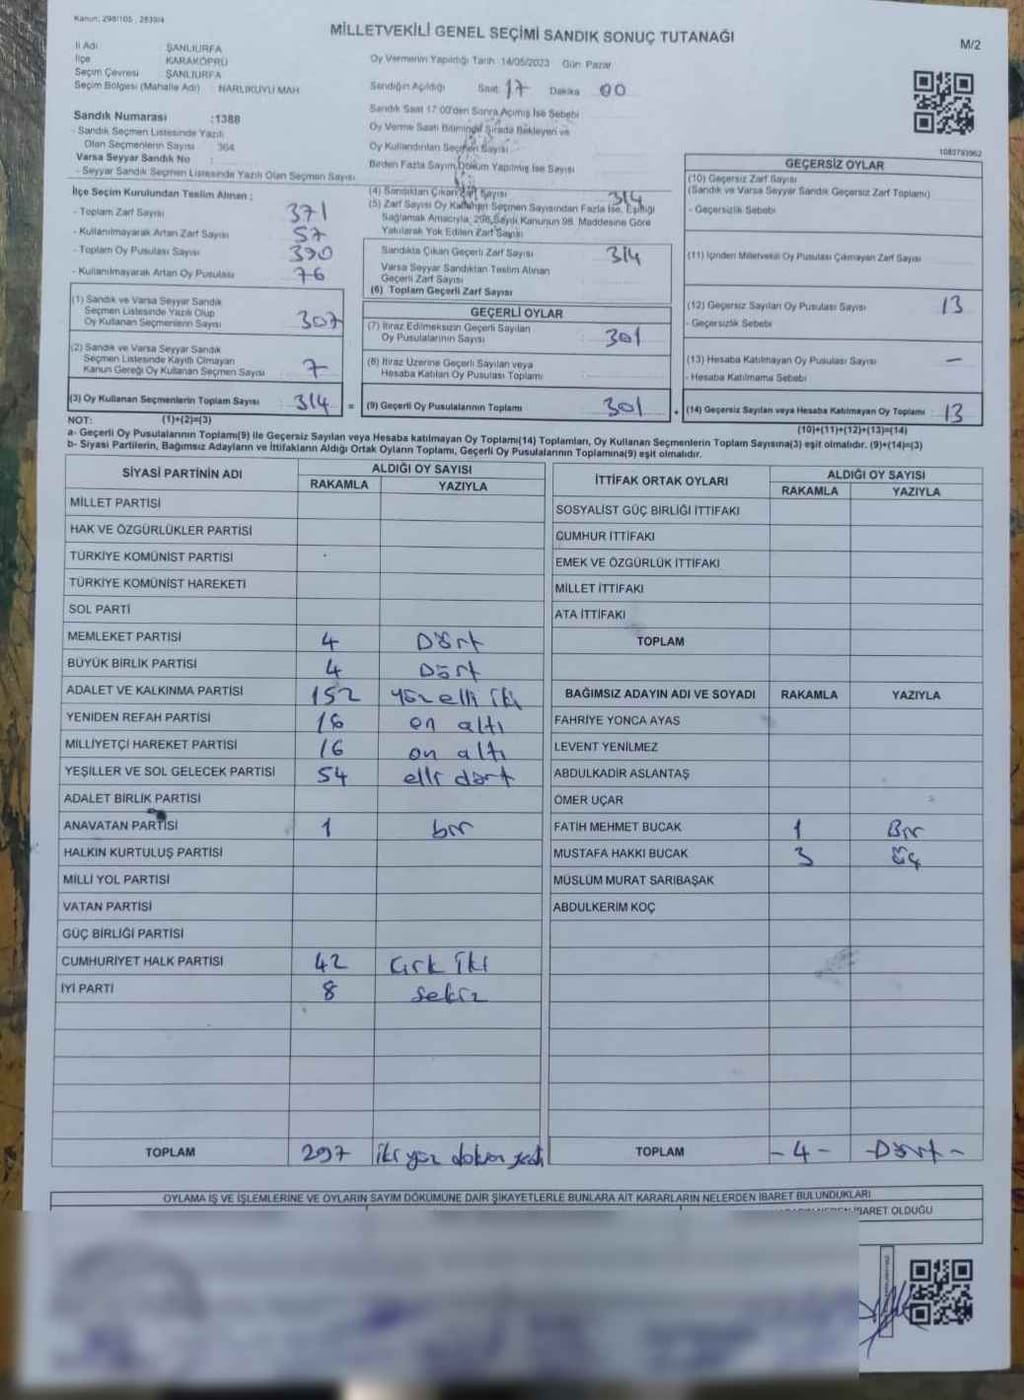 Kanun, 298/105 , 2839/4
MİLLETVEKİLİ GENEL SEÇİMİ SANDIK SONUÇ TUTANAĞI
M/2
İl Adı ŞANLIURFA
İlçe KARAKÖPRÜ
Seçim Çevresi ŞANLIURFA
Seçim Bölgesi (Mahalle Adı) NARLIKUYU MAH
Oy Vermenin Yapıldığı Tarih 14/05/2023 Gün Pazar
Sandığın Açıldığı Saat 17 Dakika 00
Sandık Saat 17:00'den Sonra Açılmış İse Sebebi
Oy Verme Saati Bitiminde Sırada Bekleyen ve
Oy Kullandırılan Seçmen Sayısı
Birden Fazla Sayım Döküm Yapılmış İse Sayısı
Sandık Numarası :1388
- Sandık Seçmen Listesinde Yazılı
Olan Seçmenlerin Sayısı 364
Varsa Seyyar Sandık No :
- Seyyar Sandık Seçmen Listesinde Yazılı Olan Seçmen Sayısı
1082793962
İlçe Seçim Kurulundan Teslim Alınan ;
- Toplam Zarf Sayısı 371
- Kullanılmayarak Artan Zarf Sayısı 57
- Toplam Oy Pusulası Sayısı 390
- Kullanılmayarak Artan Oy Pusulası 76
(1) Sandık ve Varsa Seyyar Sandık
Seçmen Listesinde Yazılı Olup
Oy Kullanan Seçmenlerin Sayısı 307
(2) Sandık ve Varsa Seyyar Sandık
Seçmen Listesinde Kayıtlı Olmayan
Kanun Gereği Oy Kullanan Seçmen Sayısı 7
(3) Oy Kullanan Seçmenlerin Toplam Sayısı 314 =
(4) Sandıktan Çıkan Zarf Sayısı 314
(5) Zarf Sayısı Oy Kullanan Seçmen Sayısından Fazla İse, Eşitliği
Sağlamak Amacıyla, 298 Sayılı Kanunun 98. Maddesine Göre
Yakılarak Yok Edilen Zarf Sayısı
Sandıkta Çıkan Geçerli Zarf Sayısı 314
Varsa Seyyar Sandıktan Teslim Alınan
Geçerli Zarf Sayısı
(6) Toplam Geçerli Zarf Sayısı
GEÇERLİ OYLAR
(7) İtiraz Edilmeksizin Geçerli Sayılan
Oy Pusulalarının Sayısı 301
(8) İtiraz Üzerine Geçerli Sayılan veya
Hesaba Katılan Oy Pusulası Toplamı
(9) Geçerli Oy Pusulalarının Toplamı 301 +
GEÇERSİZ OYLAR
(10) Geçersiz Zarf Sayısı
(Sandık ve Varsa Seyyar Sandık Geçersiz Zarf Toplamı)
- Geçersizlik Sebebi
(11) İçinden Milletvekili Oy Pusulası Çıkmayan Zarf Sayısı
(12) Geçersiz Sayılan Oy Pusulası Sayısı 13
- Geçersizlik Sebebi
(13) Hesaba Katılmayan Oy Pusulası Sayısı -
- Hesaba Katılmama Sebebi
(14) Geçersiz Sayılan veya Hesaba Katılmayan Oy Toplamı 13
NOT: (1)+(2)=(3) (10)+(11)+(12)+(13)=(14)
a- Geçerli Oy Pusulalarının Toplamı(9) ile Geçersiz Sayılan veya Hesaba katılmayan Oy Toplamı(14) Toplamları, Oy Kullanan Seçmenlerin Toplam Sayısına(3) eşit olmalıdır. (9)+(14)=(3)
b- Siyasi Partilerin, Bağımsız Adayların ve İttifakların Aldığı Ortak Oyların Toplamı, Geçerli Oy Pusulalarının Toplamına(9) eşit olmalıdır.
SİYASİ PARTİNİN ADI ALDIĞI OY SAYISI
RAKAMLA YAZIYLA
MİLLET PARTİSİ
HAK VE ÖZGÜRLÜKLER PARTİSİ
TÜRKİYE KOMÜNİST PARTİSİ
TÜRKİYE KOMÜNİST HAREKETİ
SOL PARTİ
MEMLEKET PARTİSİ 4 Dört
BÜYÜK BİRLİK PARTİSİ 4 Dört
ADALET VE KALKINMA PARTİSİ 152 yüz elli iki
YENİDEN REFAH PARTİSİ 16 on altı
MİLLİYETÇİ HAREKET PARTİSİ 16 on altı
YEŞİLLER VE SOL GELECEK PARTİSİ 54 elli dört
ADALET BİRLİK PARTİSİ
ANAVATAN PARTİSİ 1 bir
HALKIN KURTULUŞ PARTİSİ
MİLLİ YOL PARTİSİ
VATAN PARTİSİ
GÜÇ BİRLİĞİ PARTİSİ
CUMHURİYET HALK PARTİSİ 42 kırk iki
İYİ PARTİ 8 sekiz
TOPLAM 297 iki yüz doksan yedi
İTTİFAK ORTAK OYLARI ALDIĞI OY SAYISI
RAKAMLA YAZIYLA
SOSYALİST GÜÇ BİRLİĞİ İTTİFAKI
CUMHUR İTTİFAKI
EMEK VE ÖZGÜRLÜK İTTİFAKI
MİLLET İTTİFAKI
ATA İTTİFAKI
TOPLAM
BAĞIMSIZ ADAYIN ADI VE SOYADI RAKAMLA YAZIYLA
FAHRİYE YONCA AYAS
LEVENT YENİLMEZ
ABDULKADİR ASLANTAŞ
ÖMER UÇAR
FATİH MEHMET BUCAK 1 Bir
MUSTAFA HAKKI BUCAK 3 üç
MÜSLÜM MURAT SARIBAŞAK
ABDULKERİM KOÇ
TOPLAM -4- -Dört-
OYLAMA İŞ VE İŞLEMLERİNE VE OYLARIN SAYIM DÖKÜMÜNE DAİR ŞİKAYETLERLE BUNLARA AİT KARARLARIN NELERDEN İBARET BULUNDUKLARI
İBARET OLDUĞU